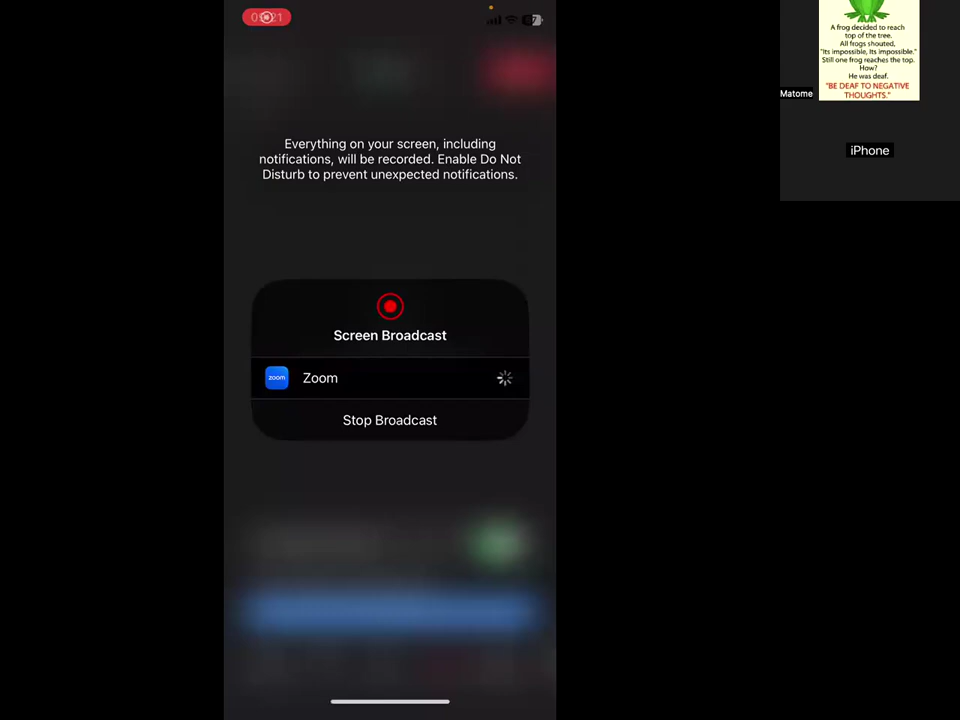 Everything on your screen, including
notifications, will be recorded. Enable Do Not
Disturb to prevent unexpected notifications.
Screen Broadcast
zoom
Zoom
Stop Broadcast
A frog decided to reach
top of the tree.
All frogs shouted,
"Its impossible, Its impossible."
Still one frog reaches the top.
How?
He was deaf.
"BE DEAF TO NEGATIVE
THOUGHTS."
Matome
iPhone